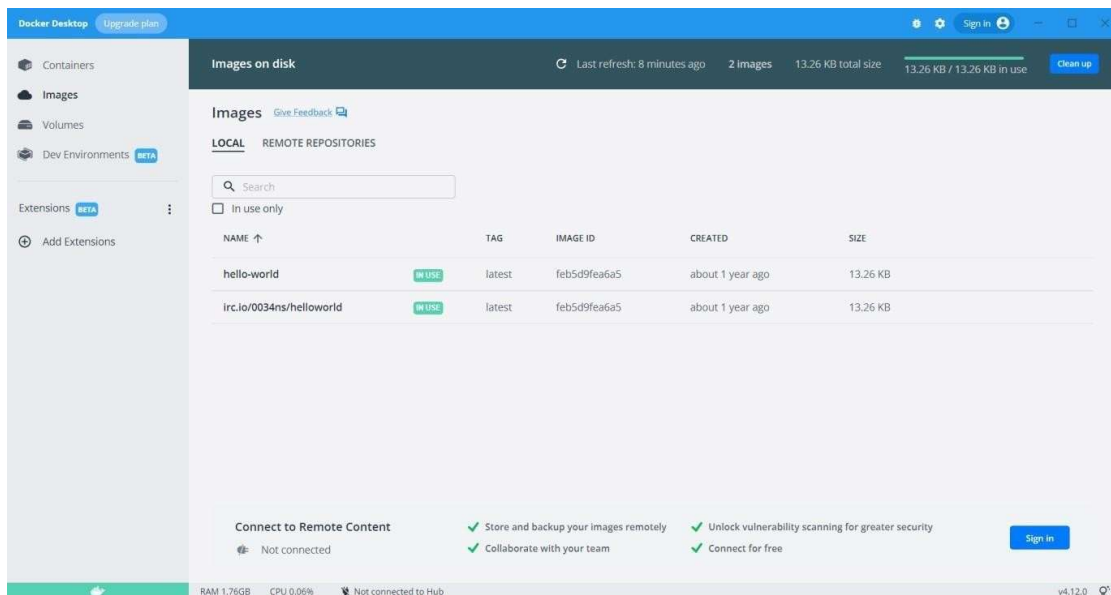 Docker Desktop Upgrade plan Sign in
Containers
Images
Volumes
Dev Environments BETA
Extensions BETA
Add Extensions
Images on disk Last refresh: 8 minutes ago 2 images 13.26 KB total size 13.26 KB / 13.26 KB in use Clean up
Images Give Feedback
LOCAL REMOTE REPOSITORIES
Search
In use only
NAME TAG IMAGE ID CREATED SIZE
hello-world IN USE latest feb5d9fea6a5 about 1 year ago 13.26 KB
irc.io/0034ns/helloworld IN USE latest feb5d9fea6a5 about 1 year ago 13.26 KB
Connect to Remote Content
Not connected
Store and backup your images remotely Unlock vulnerability scanning for greater security
Collaborate with your team Connect for free
Sign in
RAM 1.76GB CPU 0.06% Not connected to Hub v4.12.0